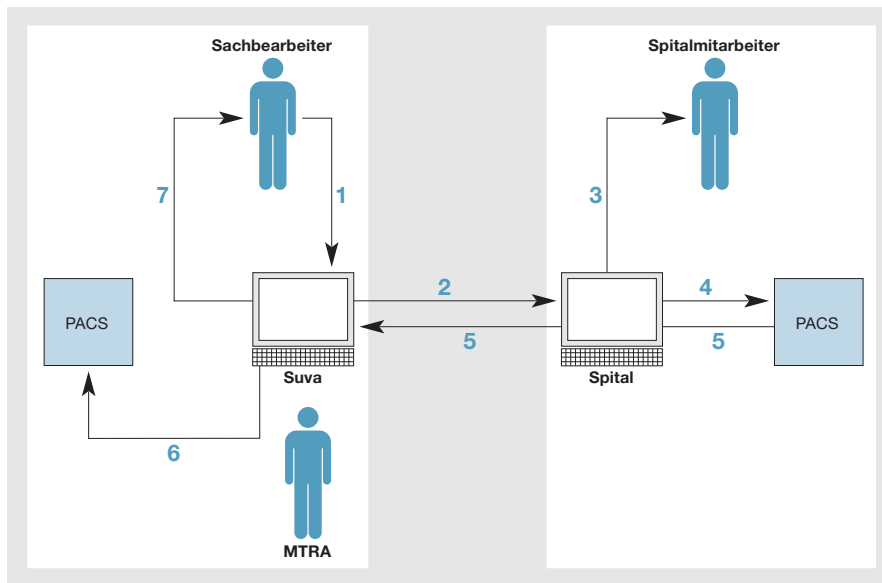 Sachbearbeiter
Spitalmitarbeiter
7
1
3
2
4
PACS
PACS
5
5
Suva
Spital
6
MTRA